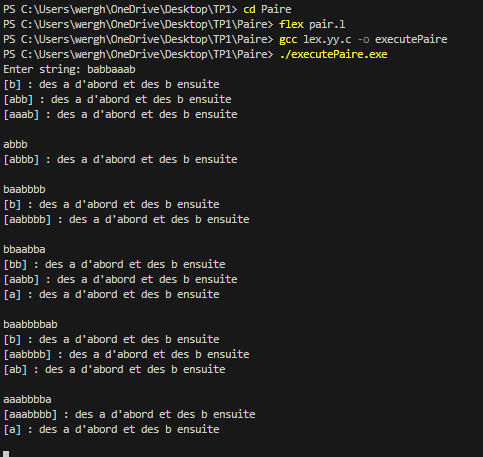 PS C:\Users\wergh\OneDrive\Desktop\TP1> cd Paire
PS C:\Users\wergh\OneDrive\Desktop\TP1\Paire> flex pair.l
PS C:\Users\wergh\OneDrive\Desktop\TP1\Paire> gcc lex.yy.c -o executePaire
PS C:\Users\wergh\OneDrive\Desktop\TP1\Paire> ./executePaire.exe
Enter string: babbaaab
[b] : des a d'abord et des b ensuite
[abb] : des a d'abord et des b ensuite
[aaab] : des a d'abord et des b ensuite
abbb
[abbb] : des a d'abord et des b ensuite
baabbbb
[b] : des a d'abord et des b ensuite
[aabbbb] : des a d'abord et des b ensuite
bbaabba
[bb] : des a d'abord et des b ensuite
[aabb] : des a d'abord et des b ensuite
[a] : des a d'abord et des b ensuite
baabbbbab
[b] : des a d'abord et des b ensuite
[aabbbb] : des a d'abord et des b ensuite
[ab] : des a d'abord et des b ensuite
aaabbbba
[aaabbbb] : des a d'abord et des b ensuite
[a] : des a d'abord et des b ensuite